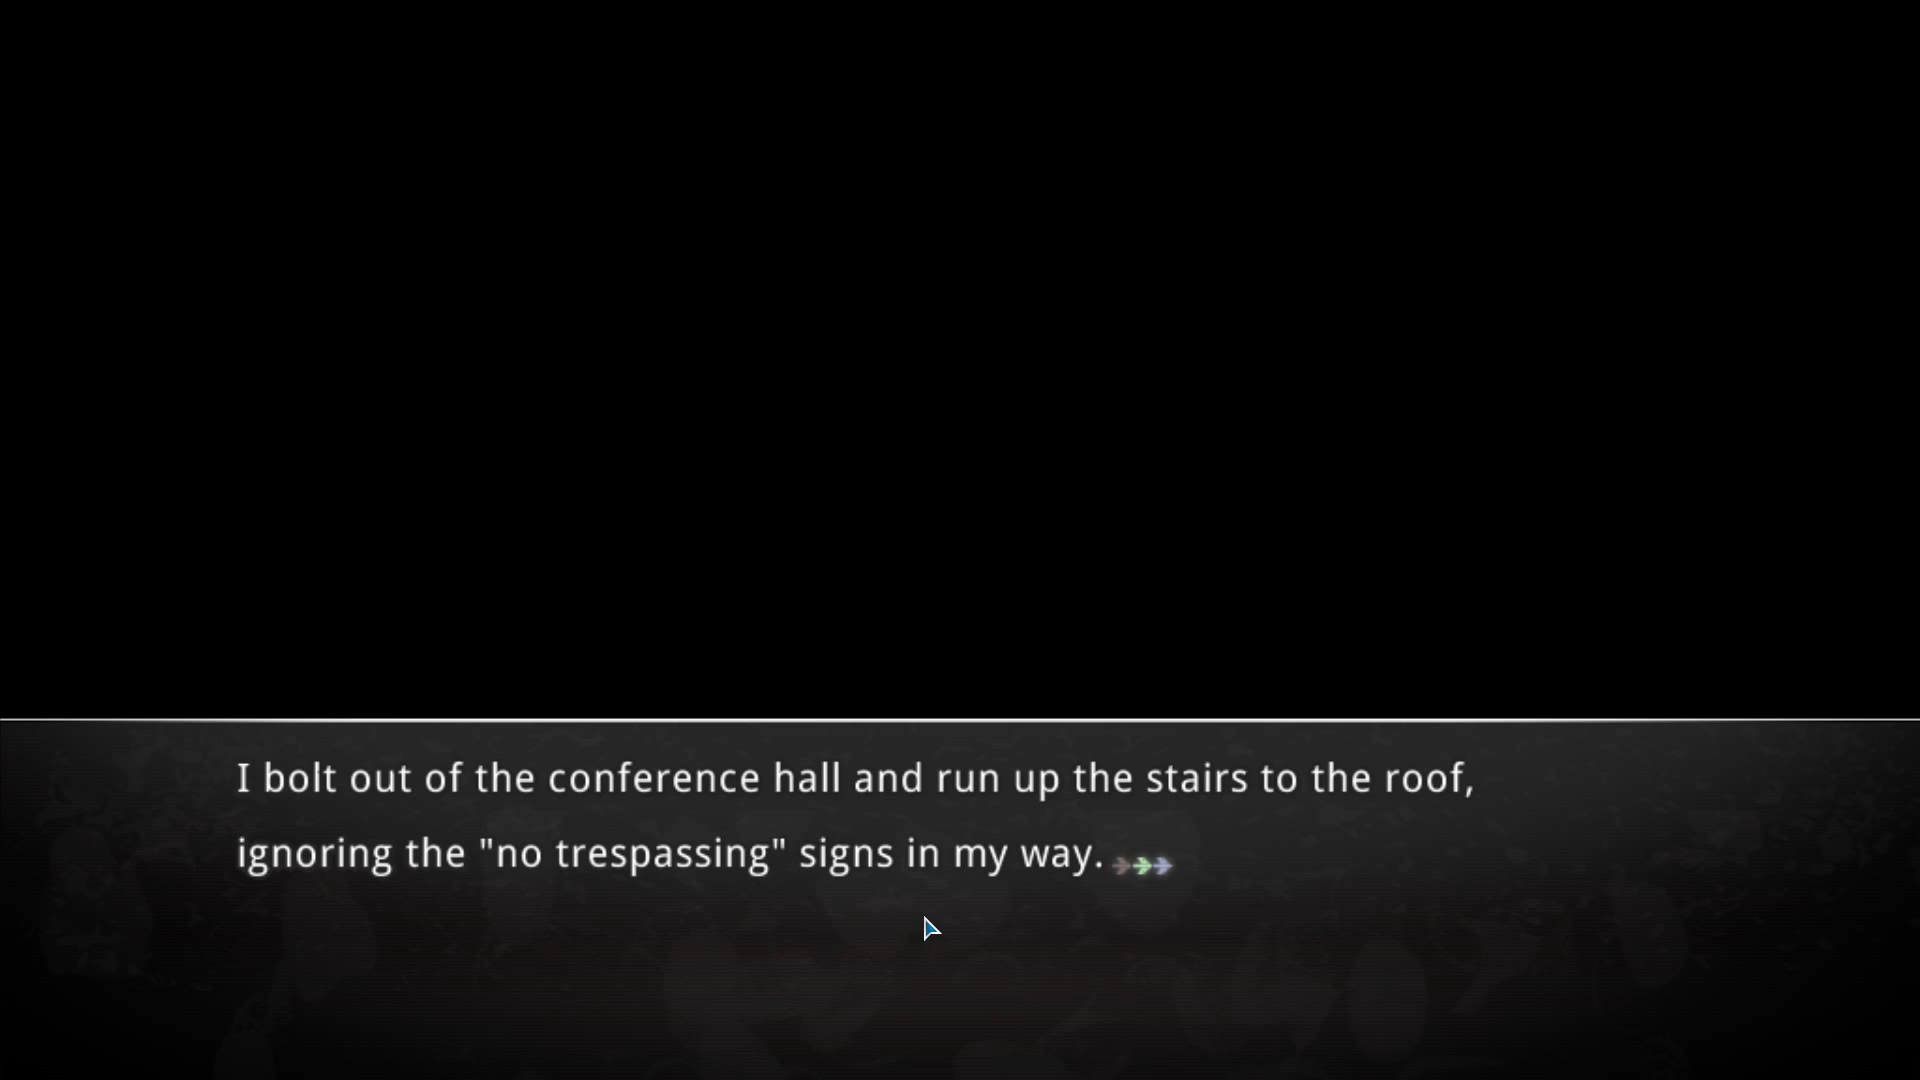 I bolt out of the conference hall and run up the stairs to the roof,
ignoring the "no trespassing" signs in my way.